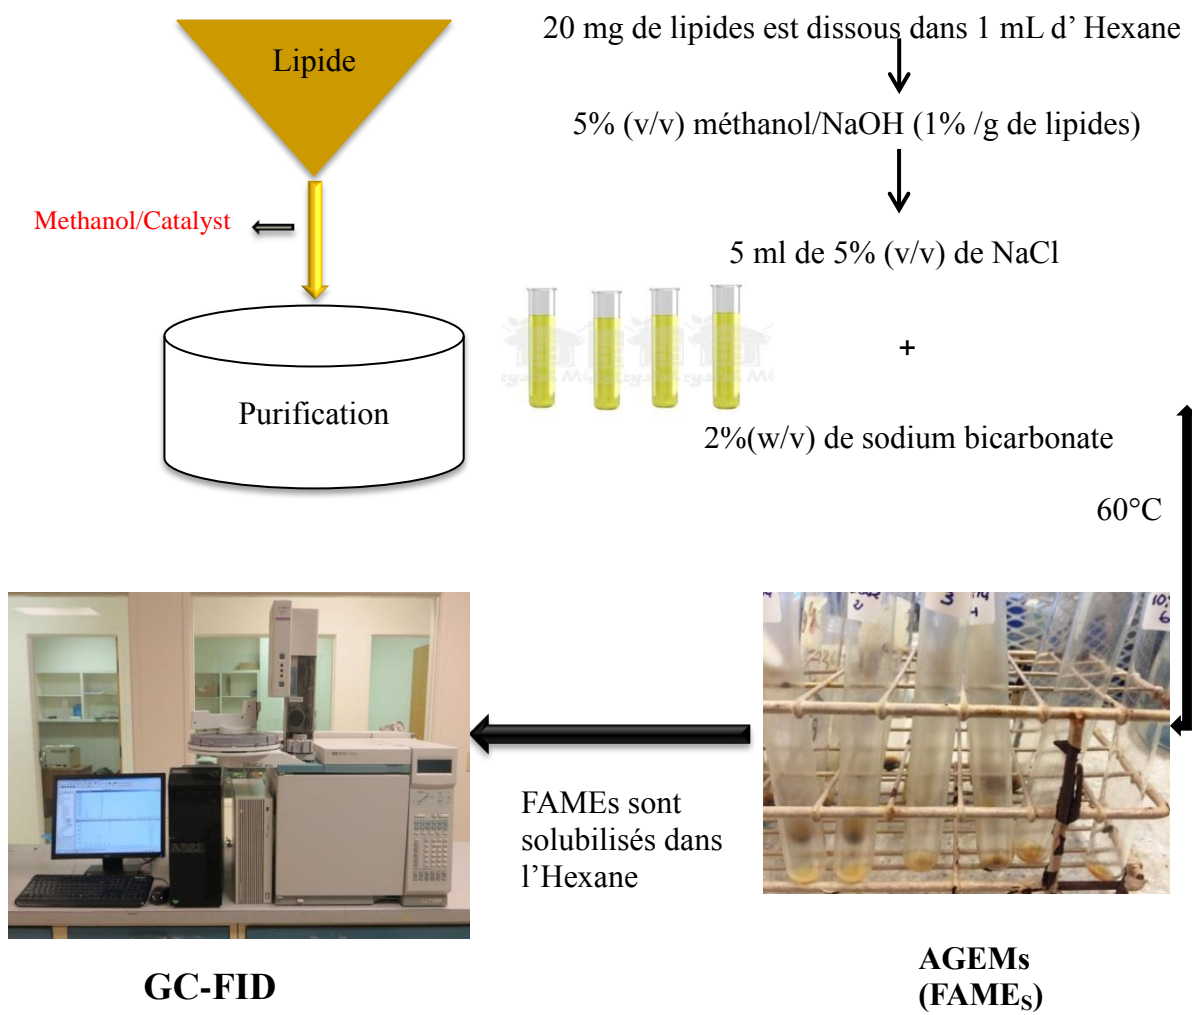 Lipide
Methanol/Catalyst
Purification
20 mg de lipides est dissous dans 1 mL d’ Hexane
5% (v/v) méthanol/NaOH (1% /g de lipides)
5 ml de 5% (v/v) de NaCl
+
2%(w/v) de sodium bicarbonate
60°C
3
FAMEs sont
solubilisés dans
l’Hexane
GC-FID
AGEMs
(FAMEs)